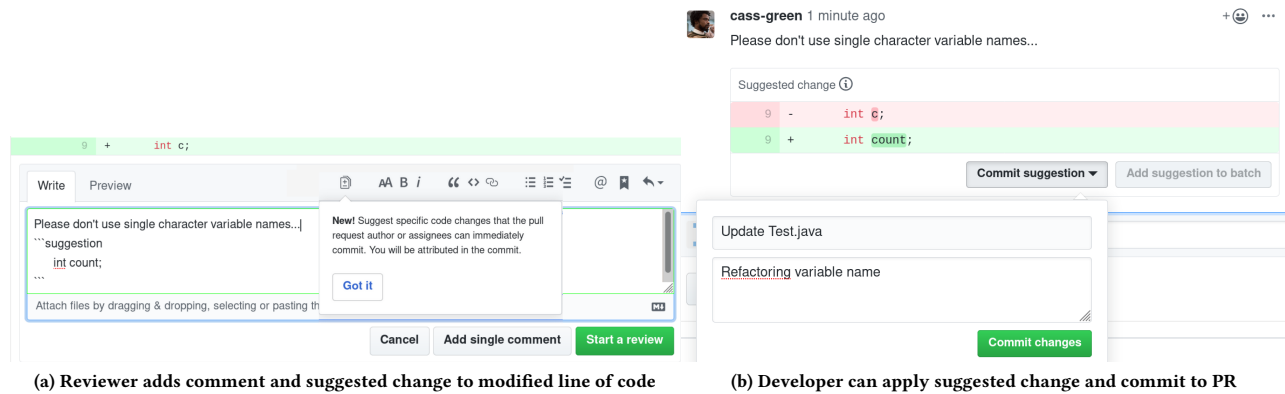 9 + int c;
Write Preview AA B i “ <> @
Please don't use single character variable names...
```suggestion
int count;
```
New! Suggest specific code changes that the pull
request author or assignees can immediately
commit. You will be attributed in the commit.
Got it
Attach files by dragging & dropping, selecting or pasting th
Cancel Add single comment Start a review
(a) Reviewer adds comment and suggested change to modified line of code
cass-green 1 minute ago
Please don't use single character variable names...
Suggested change
9 - int c;
9 + int count;
Commit suggestion Add suggestion to batch
Update Test.java
Refactoring variable name
Commit changes
(b) Developer can apply suggested change and commit to PR